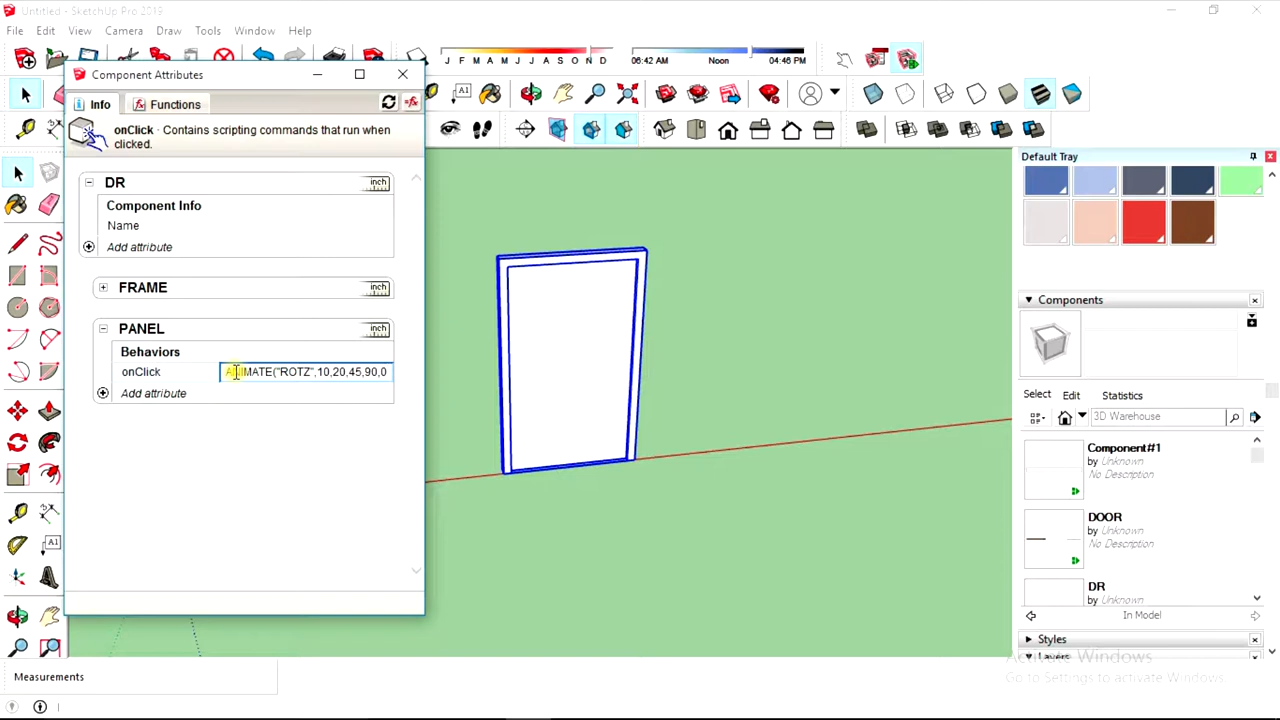 Untitled - SketchUp Pro 2019
File Edit View Camera Draw Tools Window Help
J F M A M J J A S O N D
06:42 AM Noon 04:46 PM
Component Attributes
Info Functions
onClick · Contains scripting commands that run when
clicked.
DR
inch
Component Info
Name
Add attribute
FRAME
inch
PANEL
inch
Behaviors
onClick
ANIMATE("ROTZ",10,20,45,90,0
Add attribute
Default Tray
Components
Select Edit Statistics
3D Warehouse
Component#1
by Unknown
No Description
DOOR
by Unknown
No Description
DR
by Unknown
In Model
Styles
Layers
Activate Windows
Go to Settings to activate Windows.
Measurements